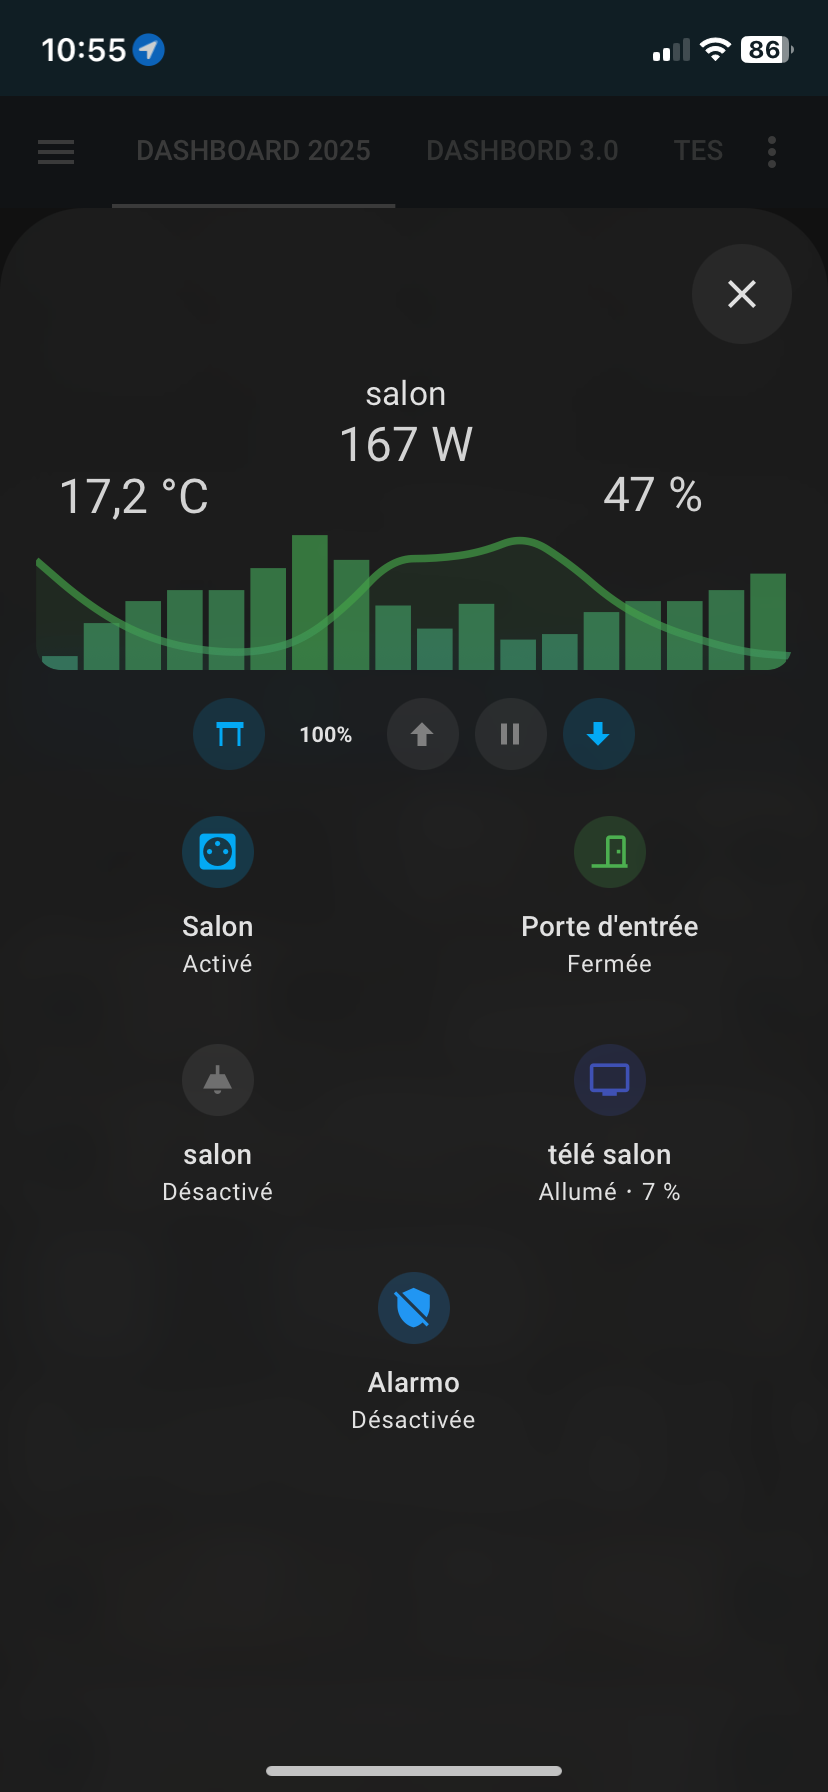 10:55
86
DASHBOARD 2025
DASHBORD 3.0
TES
salon
167 W
17,2 °C
47 %
100%
Salon
Activé
Porte d'entrée
Fermée
salon
Désactivé
télé salon
Allumé · 7 %
Alarmo
Désactivée